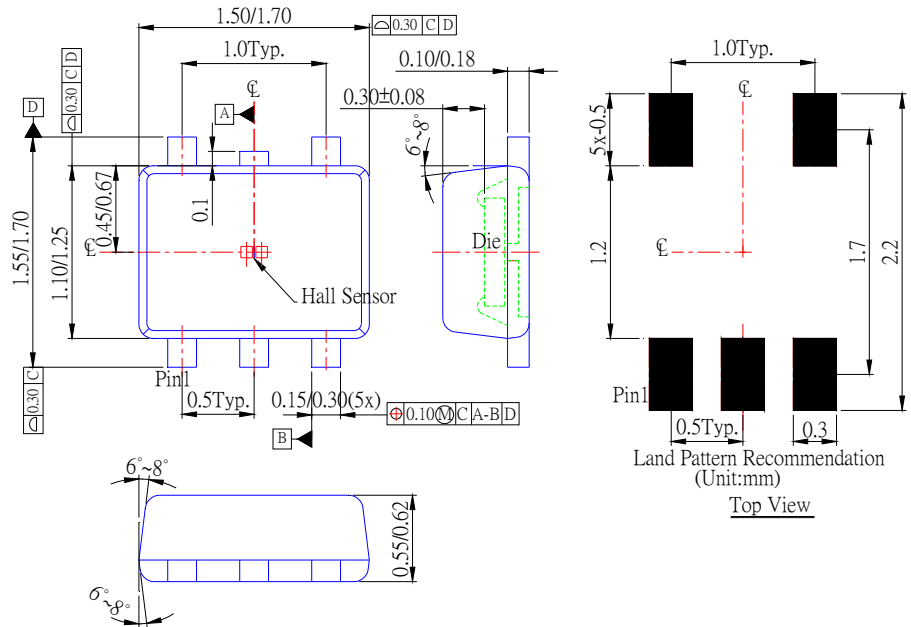 1.50/1.70
⌓ 0.30 C D
1.0Typ.
0.10/0.18
1.0Typ.
⌓ 0.30 C D
℄
0.30±0.08
℄
D
A
6°~8°
5x-0.5
1.55/1.70
1.10/1.25
0.45/0.67
0.1
℄
Die
℄
1.2
1.7
2.2
Hall Sensor
⌓ 0.30 C
Pin1
Pin1
0.5Typ.
0.15/0.30(5x)
⌖ 0.10 Ⓜ C A-B D
B
0.5Typ.
0.3
Land Pattern Recommendation
(Unit:mm)
Top View
6°~8°
0.55/0.62
6°~8°